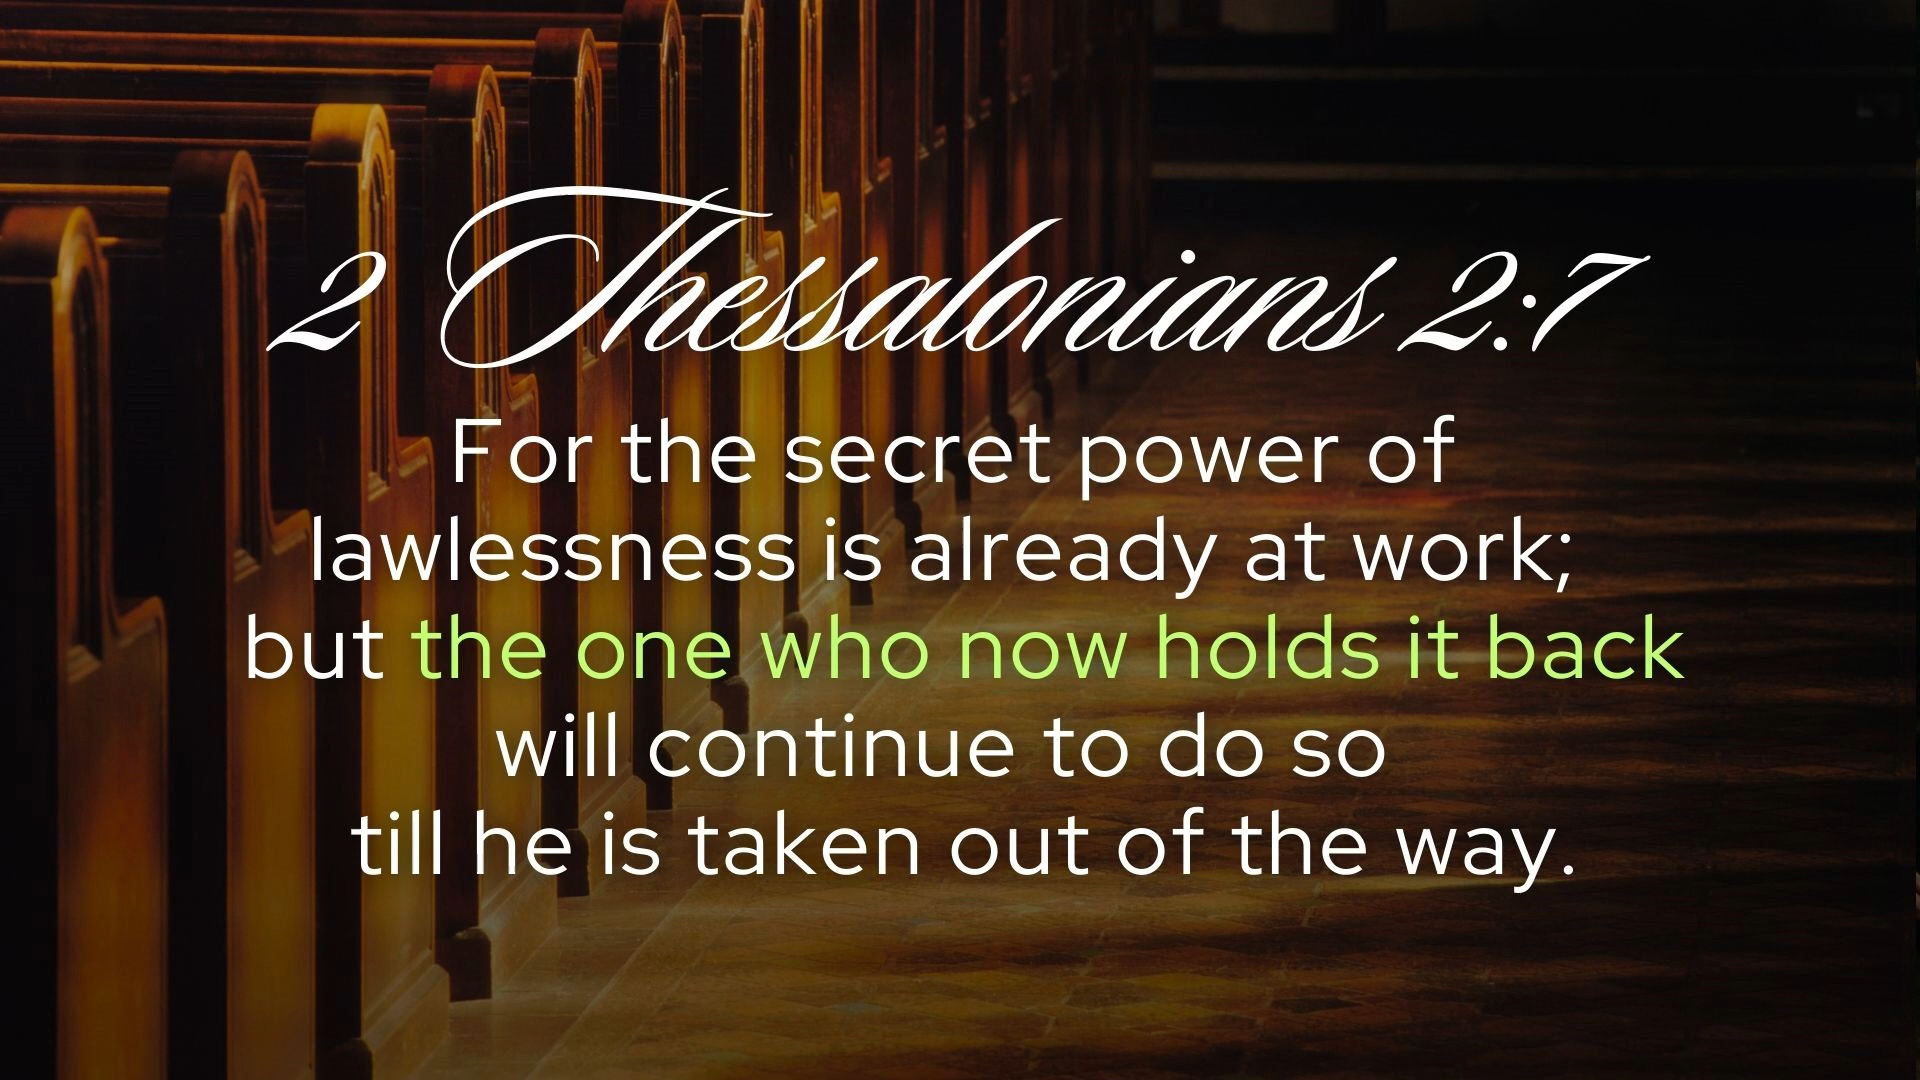 2 Thessalonians 2:7
For the secret power of
lawlessness is already at work;
but the one who now holds it back
will continue to do so
till he is taken out of the way.